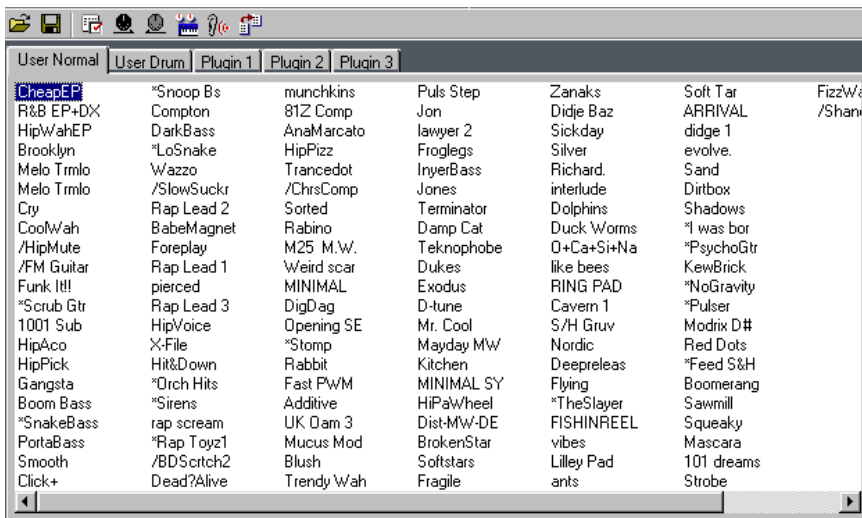 User Normal User Drum Plugin 1 Plugin 2 Plugin 3
CheapEP *Snoop Bs munchkins Puls Step Zanaks Soft Tar FizzWa
R&B EP+DX Compton 81Z Comp Jon Didje Baz ARRIVAL /Shan
HipWahEP DarkBass AnaMarcato lawyer 2 Sickday didge 1
Brooklyn *LoSnake HipPizz Froglegs Silver evolve.
Melo Trmlo Wazzo Trancedot InyerBass Richard. Sand
Melo Trmlo /SlowSuckr /ChrsComp Jones interlude Dirtbox
Cry Rap Lead 2 Sorted Terminator Dolphins Shadows
CoolWah BabeMagnet Rabino Damp Cat Duck Worms *I was bor
/HipMute Foreplay M25 M.W. Teknophobe O+Ca+Si+Na *PsychoGtr
/FM Guitar Rap Lead 1 Weird scar Dukes like bees KewBrick
Funk It!! pierced MINIMAL Exodus RING PAD *NoGravity
*Scrub Gtr Rap Lead 3 DigDag D-tune Cavern 1 *Pulser
1001 Sub HipVoice Opening SE Mr. Cool S/H Gruv Modrix D#
HipAco X-File *Stomp Mayday MW Nordic Red Dots
HipPick Hit&Down Rabbit Kitchen Deepreleas *Feed S&H
Gangsta *Orch Hits Fast PWM MINIMAL SY Flying Boomerang
Boom Bass *Sirens Additive HiPaWheel *TheSlayer Sawmill
*SnakeBass rap scream UK Oam 3 Dist-MW-DE FISHINREEL Squeaky
PortaBass *Rap Toyz1 Mucus Mod BrokenStar vibes Mascara
Smooth /BDScrtch2 Blush Softstars Lilley Pad 101 dreams
Click+ Dead?Alive Trendy Wah Fragile ants Strobe